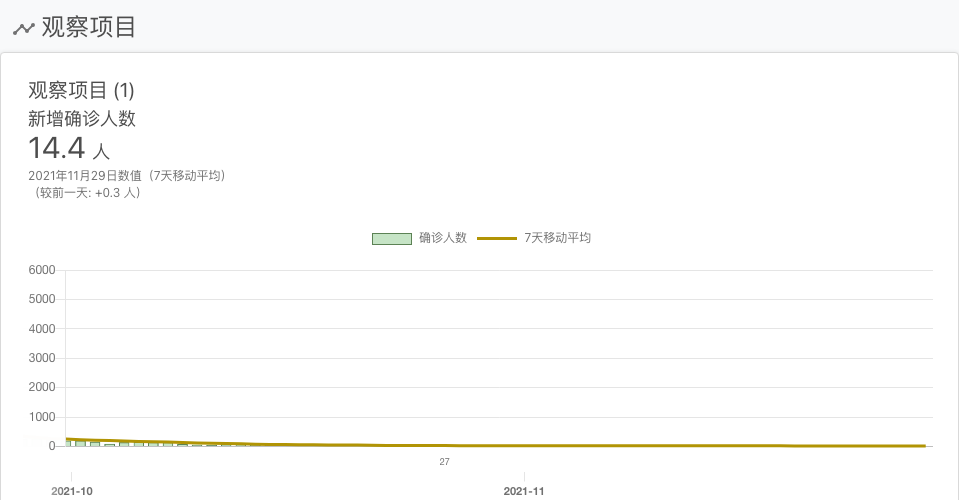 观察项目
观察项目 (1)
新增确诊人数
14.4 人
2021年11月29日数值（7天移动平均）
（较前一天: +0.3 人）
确诊人数 7天移动平均
6000
5000
4000
3000
2000
1000
0
27
2021-10 2021-11